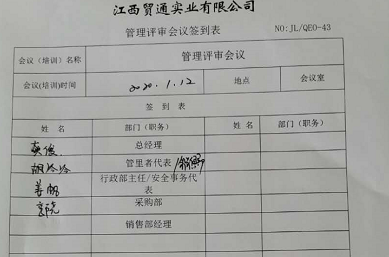 江西贸通实业有限公司
管理评审会议签到表 NO:JL/QEO-43
会议（培训）名称 管理评审会议
会议(培训)时间 2020.1.12 地点 会议室
签 到 表
姓 名 部门（职务） 姓 名 部门（职务）
总经理
管理者代表
行政部主任/安全事务代
表
采购部
销售部经理